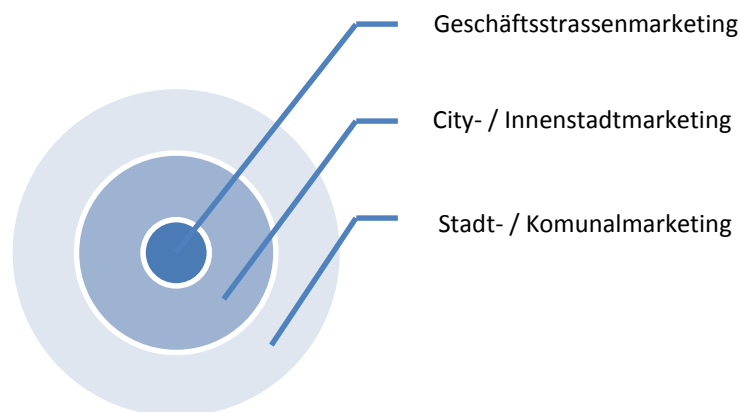 Geschäftsstrassenmarketing
City- / Innenstadtmarketing
Stadt- / Komunalmarketing